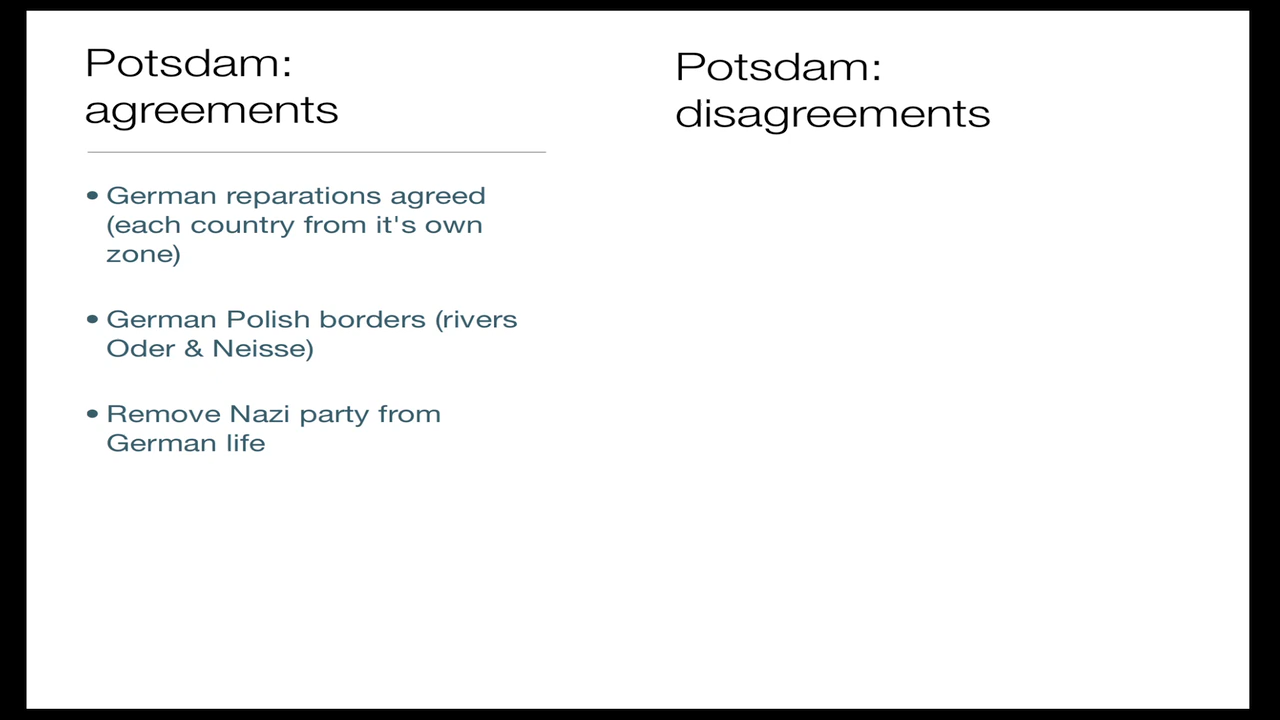 Potsdam:
agreements
• German reparations agreed
(each country from it's own
zone)
• German Polish borders (rivers
Oder & Neisse)
• Remove Nazi party from
German life
Potsdam:
disagreements